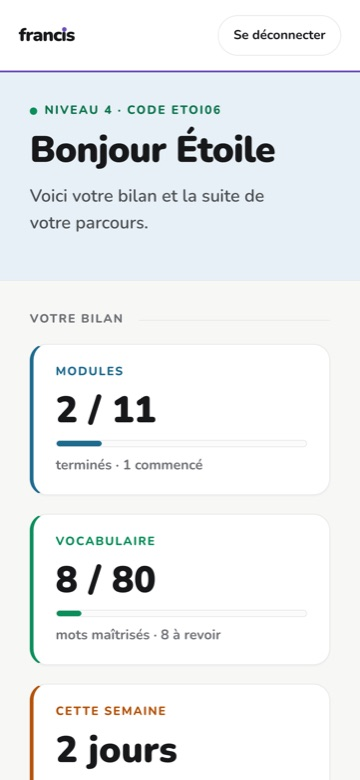 francis
Se déconnecter
NIVEAU 4 · CODE ETOI06
Bonjour Étoile
Voici votre bilan et la suite de
votre parcours.
VOTRE BILAN
MODULES
2 / 11
terminés · 1 commencé
VOCABULAIRE
8 / 80
mots maîtrisés · 8 à revoir
CETTE SEMAINE
2 jours